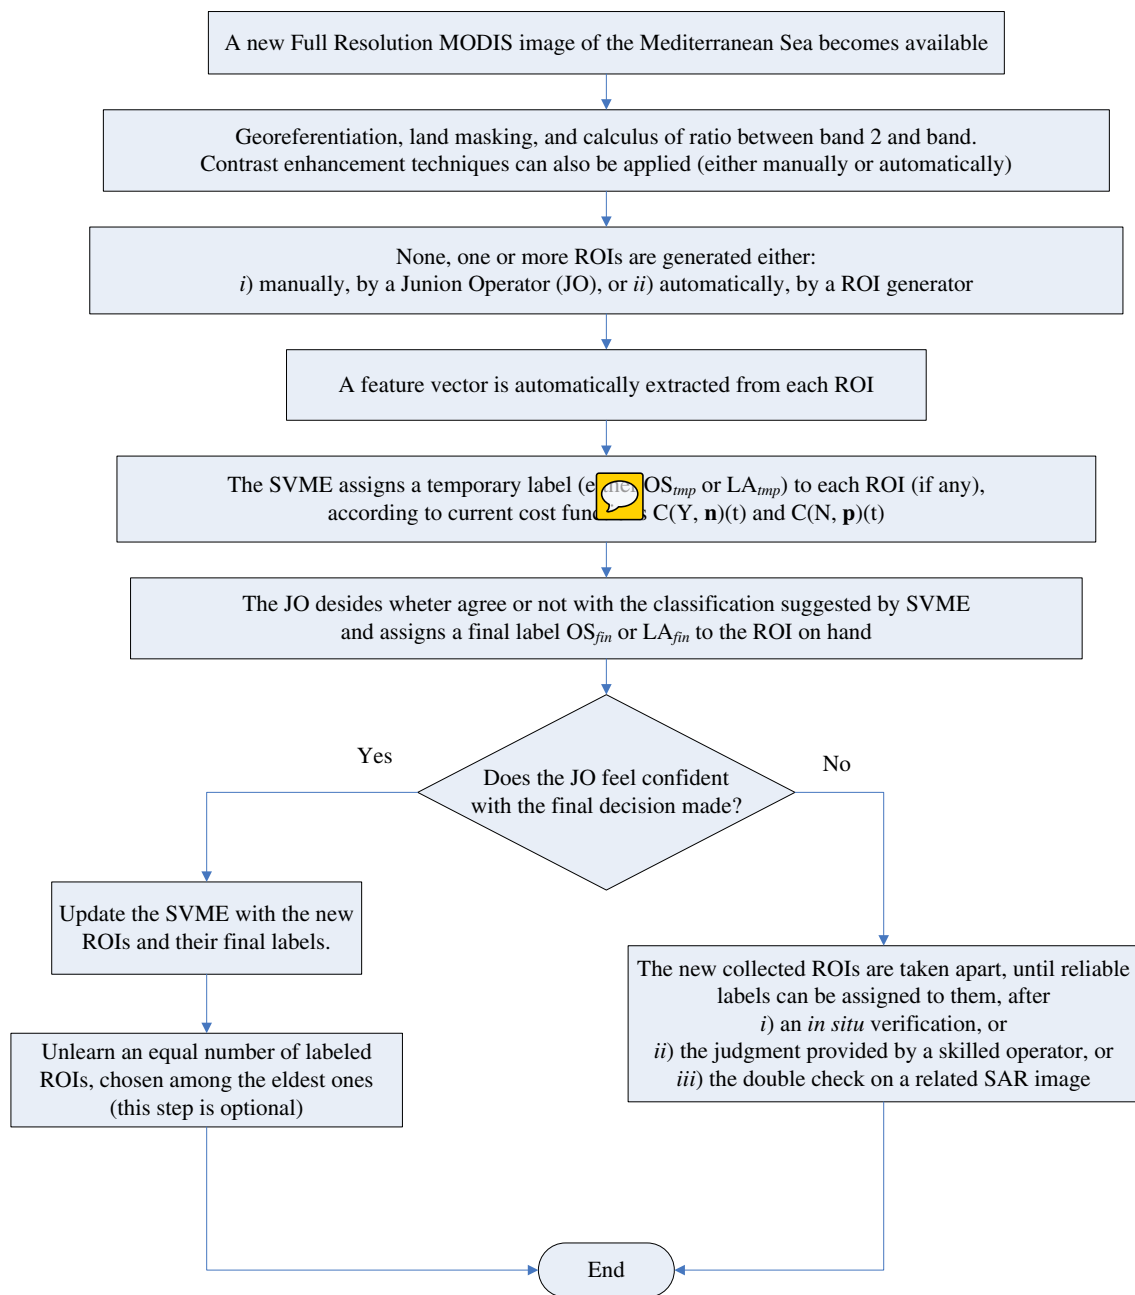 A new Full Resolution MODIS image of the Mediterranean Sea becomes available
Georeferentiation, land masking, and calculus of ratio between band 2 and band.
Contrast enhancement techniques can also be applied (either manually or automatically)
None, one or more ROIs are generated either:
i) manually, by a Junion Operator (JO), or ii) automatically, by a ROI generator
A feature vector is automatically extracted from each ROI
The SVME assigns a temporary label ( OStmp or LAtmp) to each ROI (if any),
according to current cost C(Y, n)(t) and C(N, p)(t)
The JO desides wheter agree or not with the classification suggested by SVME
and assigns a final label OSfin or LAfin to the ROI on hand
Does the JO feel confident
with the final decision made?
Yes
No
Update the SVME with the new
ROIs and their final labels.
Unlearn an equal number of labeled
ROIs, chosen among the eldest ones
(this step is optional)
The new collected ROIs are taken apart, until reliable
labels can be assigned to them, after
i) an in situ verification, or
ii) the judgment provided by a skilled operator, or
iii) the double check on a related SAR image
End